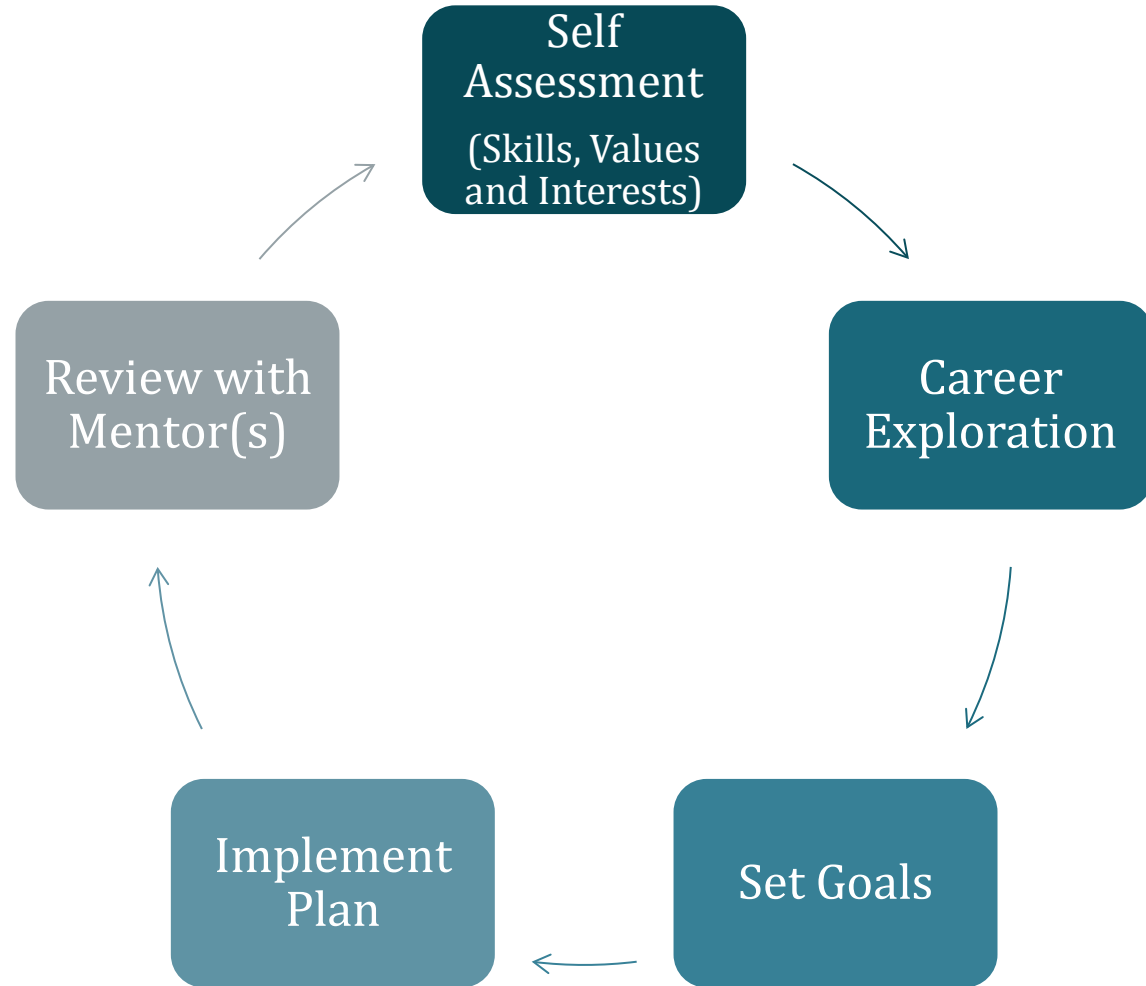 Self
Assessment
(Skills, Values
and Interests)
Career
Exploration
Set Goals
Implement
Plan
Review with
Mentor(s)